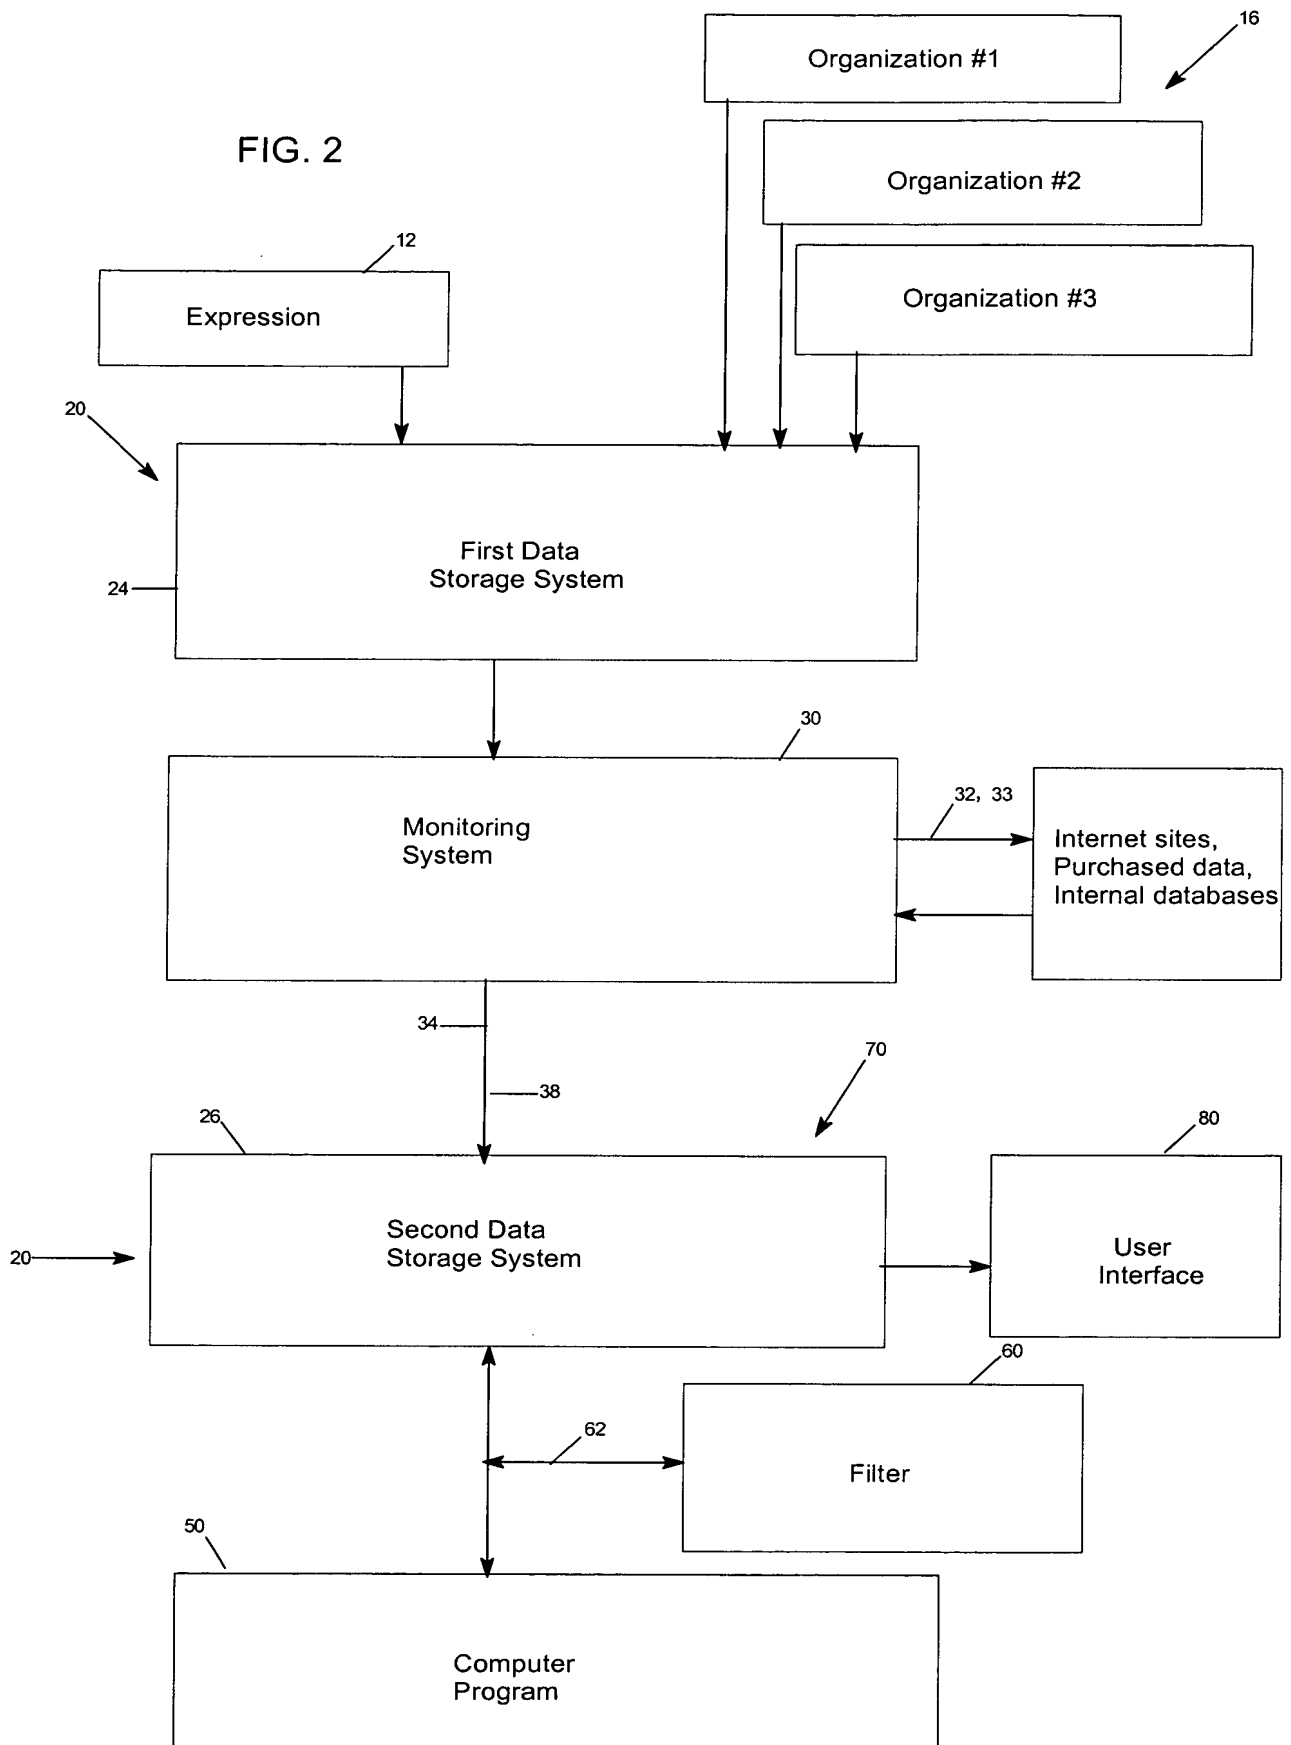 16
Organization #1
FIG. 2
Organization #2
12
Organization #3
Expression
20
First Data
Storage System
24
30
32, 33
Monitoring
System
Internet sites,
Purchased data,
Internal databases
34
70
38
26
80
Second Data
Storage System
20
User
Interface
60
62
Filter
50
Computer
Program